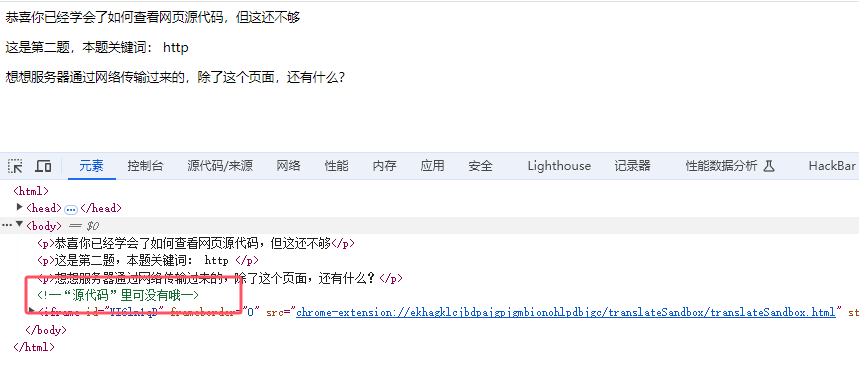 恭喜你已经学会了如何查看网页源代码，但这还不够
这是第二题，本题关键词： http
想想服务器通过网络传输过来的，除了这个页面，还有什么？
元素 控制台 源代码/来源 网络 性能 内存 应用 安全 Lighthouse 记录器 性能数据分析 HackBar
<html>
<head> … </head>
<body> == $0
<p>恭喜你已经学会了如何查看网页源代码，但这还不够</p>
<p>这是第二题，本题关键词： http </p>
<p>想想服务器通过网络传输过来的，除了这个页面，还有什么？</p>
<!—“源代码”里可没有哦—>
<iframe frameborder="0" src="chrome-extension://ekhagklcjbdpajgpjgmbionohlpdbjgc/translateSandbox/translateSandbox.html" st
</body>
</html>